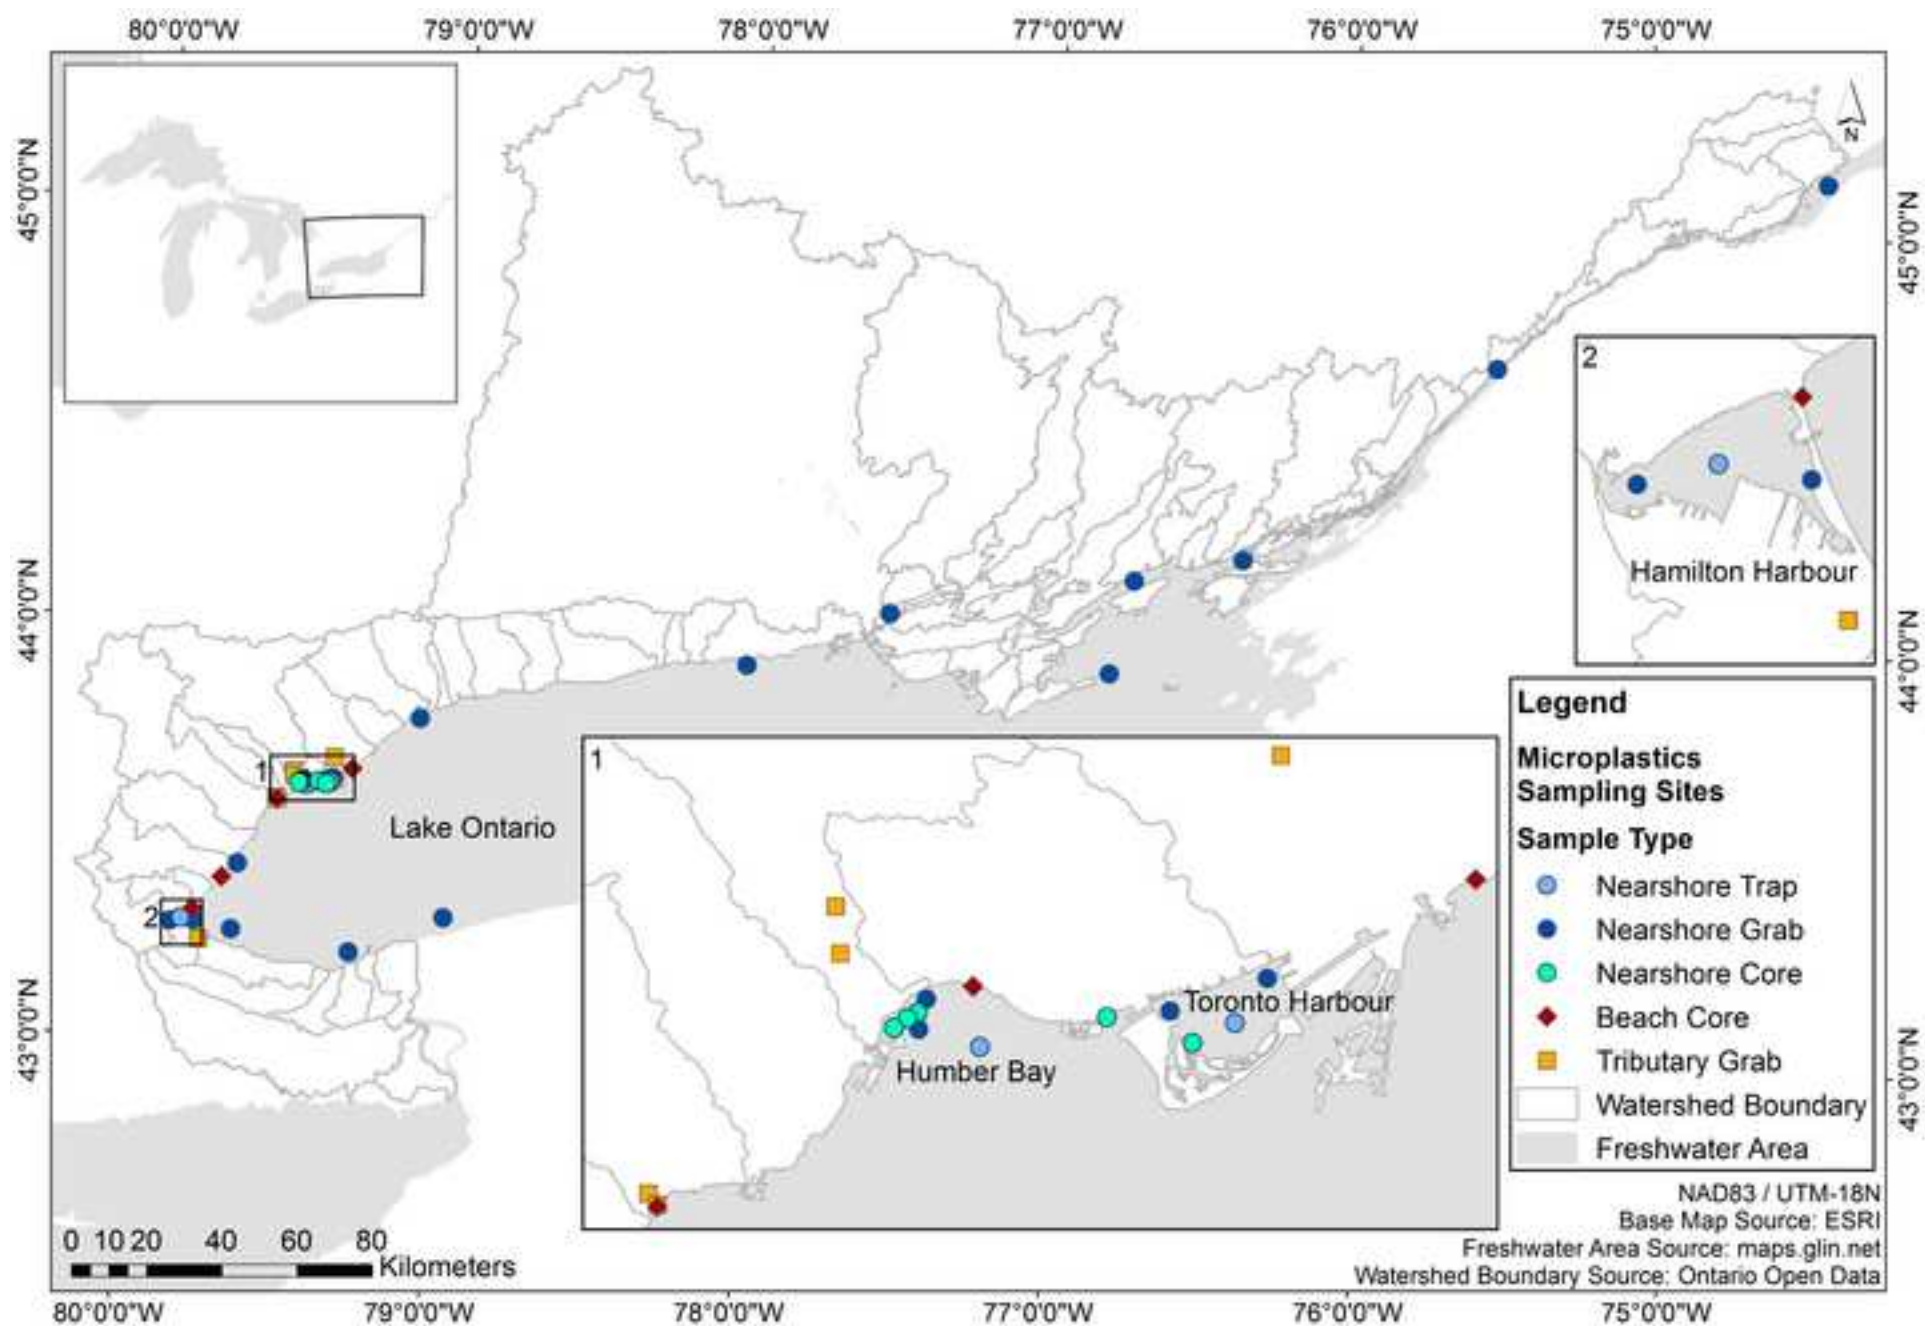 80°0'0"W 79°0'0"W 78°0'0"W 77°0'0"W 76°0'0"W 75°0'0"W
45°0'0"N
44°0'0"N
43°0'0"N
N
45°0'0"N
44°0'0"N
43°0'0"N
2
Hamilton Harbour
1
2
Lake Ontario
1
Toronto Harbour
Humber Bay
Legend
Microplastics
Sampling Sites
Sample Type
Nearshore Trap
Nearshore Grab
Nearshore Core
Beach Core
Tributary Grab
Watershed Boundary
Freshwater Area
NAD83 / UTM-18N
Base Map Source: ESRI
Freshwater Area Source: maps.glin.net
Watershed Boundary Source: Ontario Open Data
0 10 20 40 60 80
Kilometers
80°0'0"W 79°0'0"W 78°0'0"W 77°0'0"W 76°0'0"W 75°0'0"W